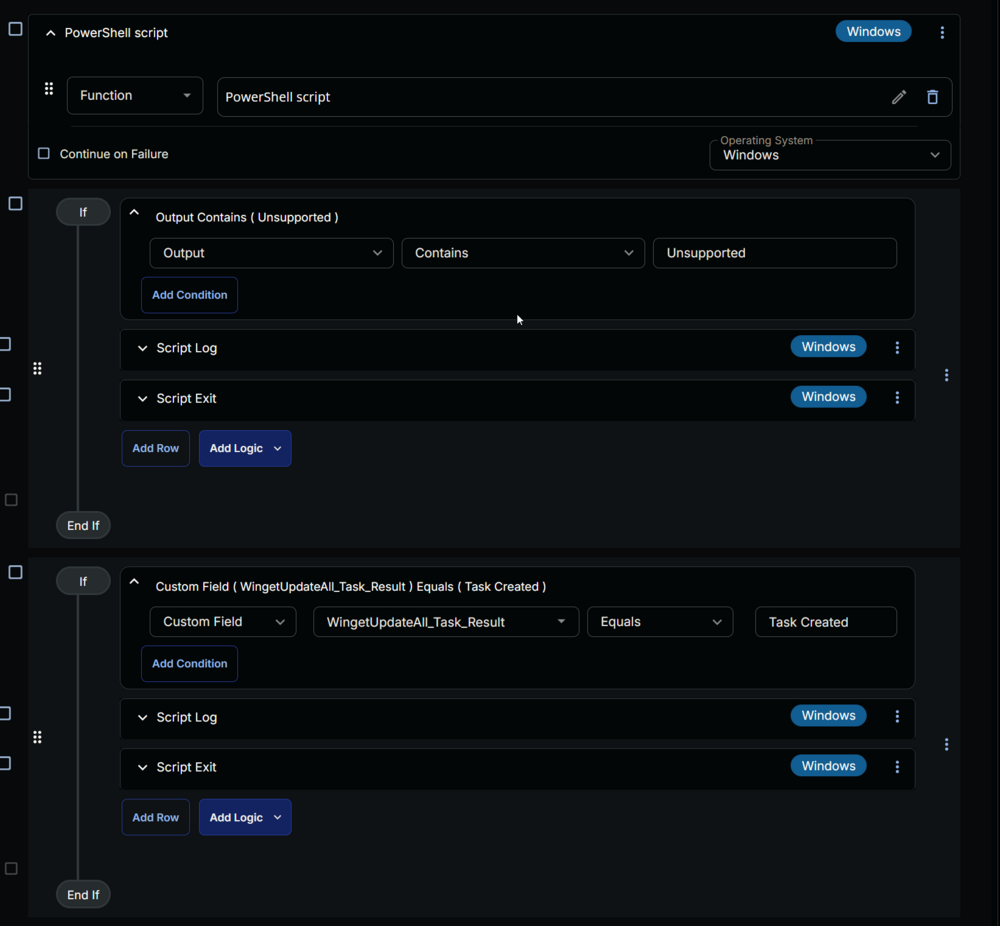 PowerShell script Windows
Function PowerShell script
Continue on Failure
Operating System
Windows
If
Output Contains ( Unsupported )
Output Contains Unsupported
Add Condition
Script Log Windows
Script Exit Windows
Add Row Add Logic
End If
If
Custom Field ( WingetUpdateAll_Task_Result ) Equals ( Task Created )
Custom Field WingetUpdateAll_Task_Result Equals Task Created
Add Condition
Script Log Windows
Script Exit Windows
Add Row Add Logic
End If